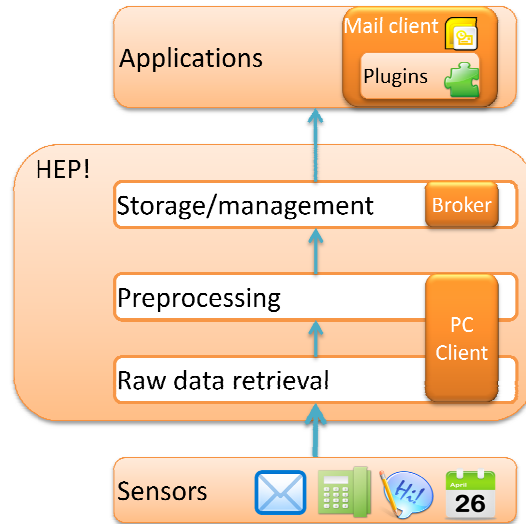 Applications
Mail client
Plugins
HEP!
Storage/management
Broker
Preprocessing
PC
Client
Raw data retrieval
Sensors
Hi!
April
26